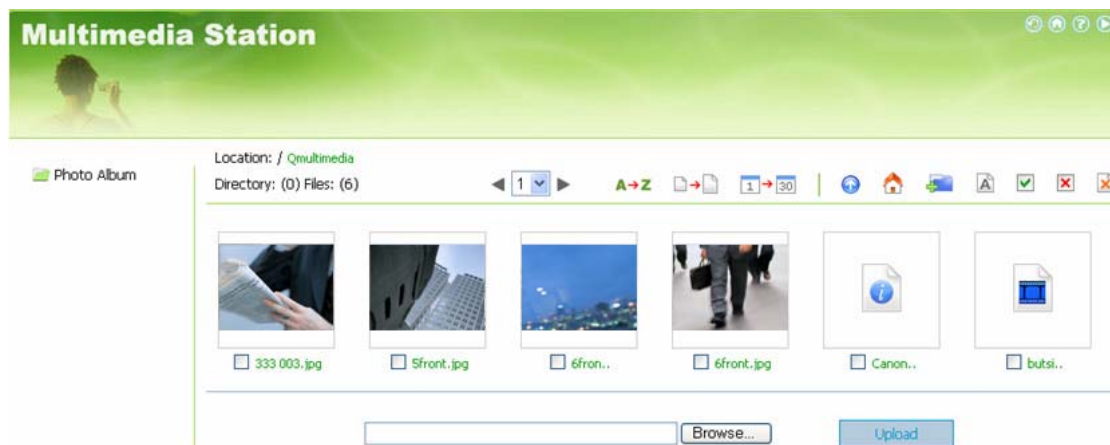 Multimedia Station
Photo Album
Location: / Qmultimedia
Directory: (0) Files: (6)
1
A→Z
1→30
A
333 003.jpg
5front.jpg
6fron..
6front.jpg
Canon..
butsi..
Browse...
Upload